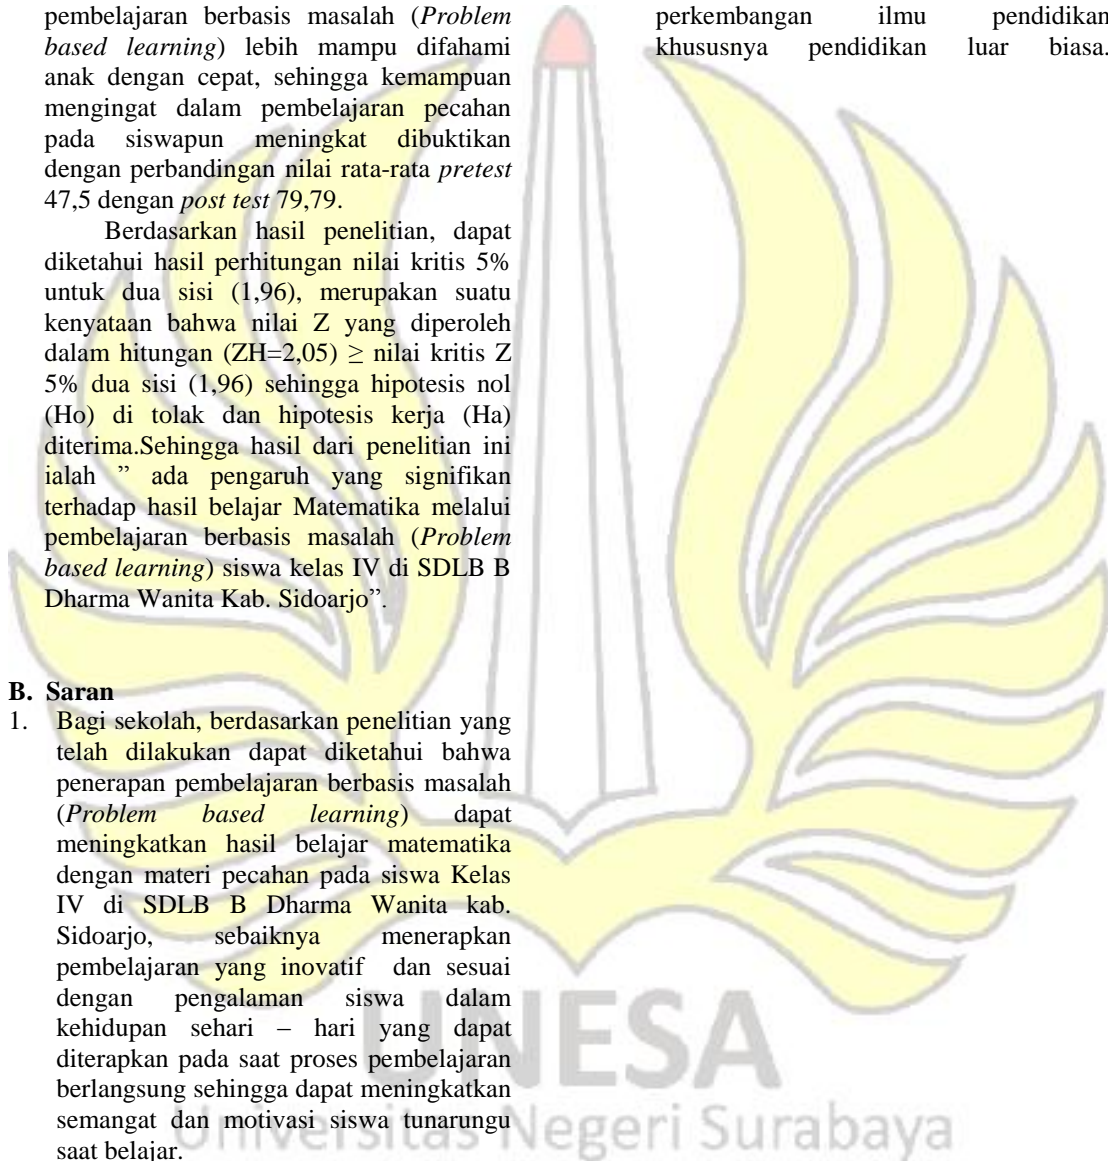 pembelajaran berbasis masalah (Problem
based learning) lebih mampu difahami
anak dengan cepat, sehingga kemampuan
mengingat dalam pembelajaran pecahan
pada siswapun meningkat dibuktikan
dengan perbandingan nilai rata-rata pretest
47,5 dengan post test 79,79.
Berdasarkan hasil penelitian, dapat
diketahui hasil perhitungan nilai kritis 5%
untuk dua sisi (1,96), merupakan suatu
kenyataan bahwa nilai Z yang diperoleh
dalam hitungan (ZH=2,05) ≥ nilai kritis Z
5% dua sisi (1,96) sehingga hipotesis nol
(Ho) di tolak dan hipotesis kerja (Ha)
diterima.Sehingga hasil dari penelitian ini
ialah ” ada pengaruh yang signifikan
terhadap hasil belajar Matematika melalui
pembelajaran berbasis masalah (Problem
based learning) siswa kelas IV di SDLB B
Dharma Wanita Kab. Sidoarjo”.
B. Saran
1. Bagi sekolah, berdasarkan penelitian yang
telah dilakukan dapat diketahui bahwa
penerapan pembelajaran berbasis masalah
(Problem based learning) dapat
meningkatkan hasil belajar matematika
dengan materi pecahan pada siswa Kelas
IV di SDLB B Dharma Wanita kab.
Sidoarjo, sebaiknya menerapkan
pembelajaran yang inovatif dan sesuai
dengan pengalaman siswa dalam
kehidupan sehari – hari yang dapat
diterapkan pada saat proses pembelajaran
berlangsung sehingga dapat meningkatkan
semangat dan motivasi siswa tunarungu
saat belajar.
perkembangan ilmu pendidikan
khususnya pendidikan luar biasa.
UNESA
Universitas Negeri Surabaya